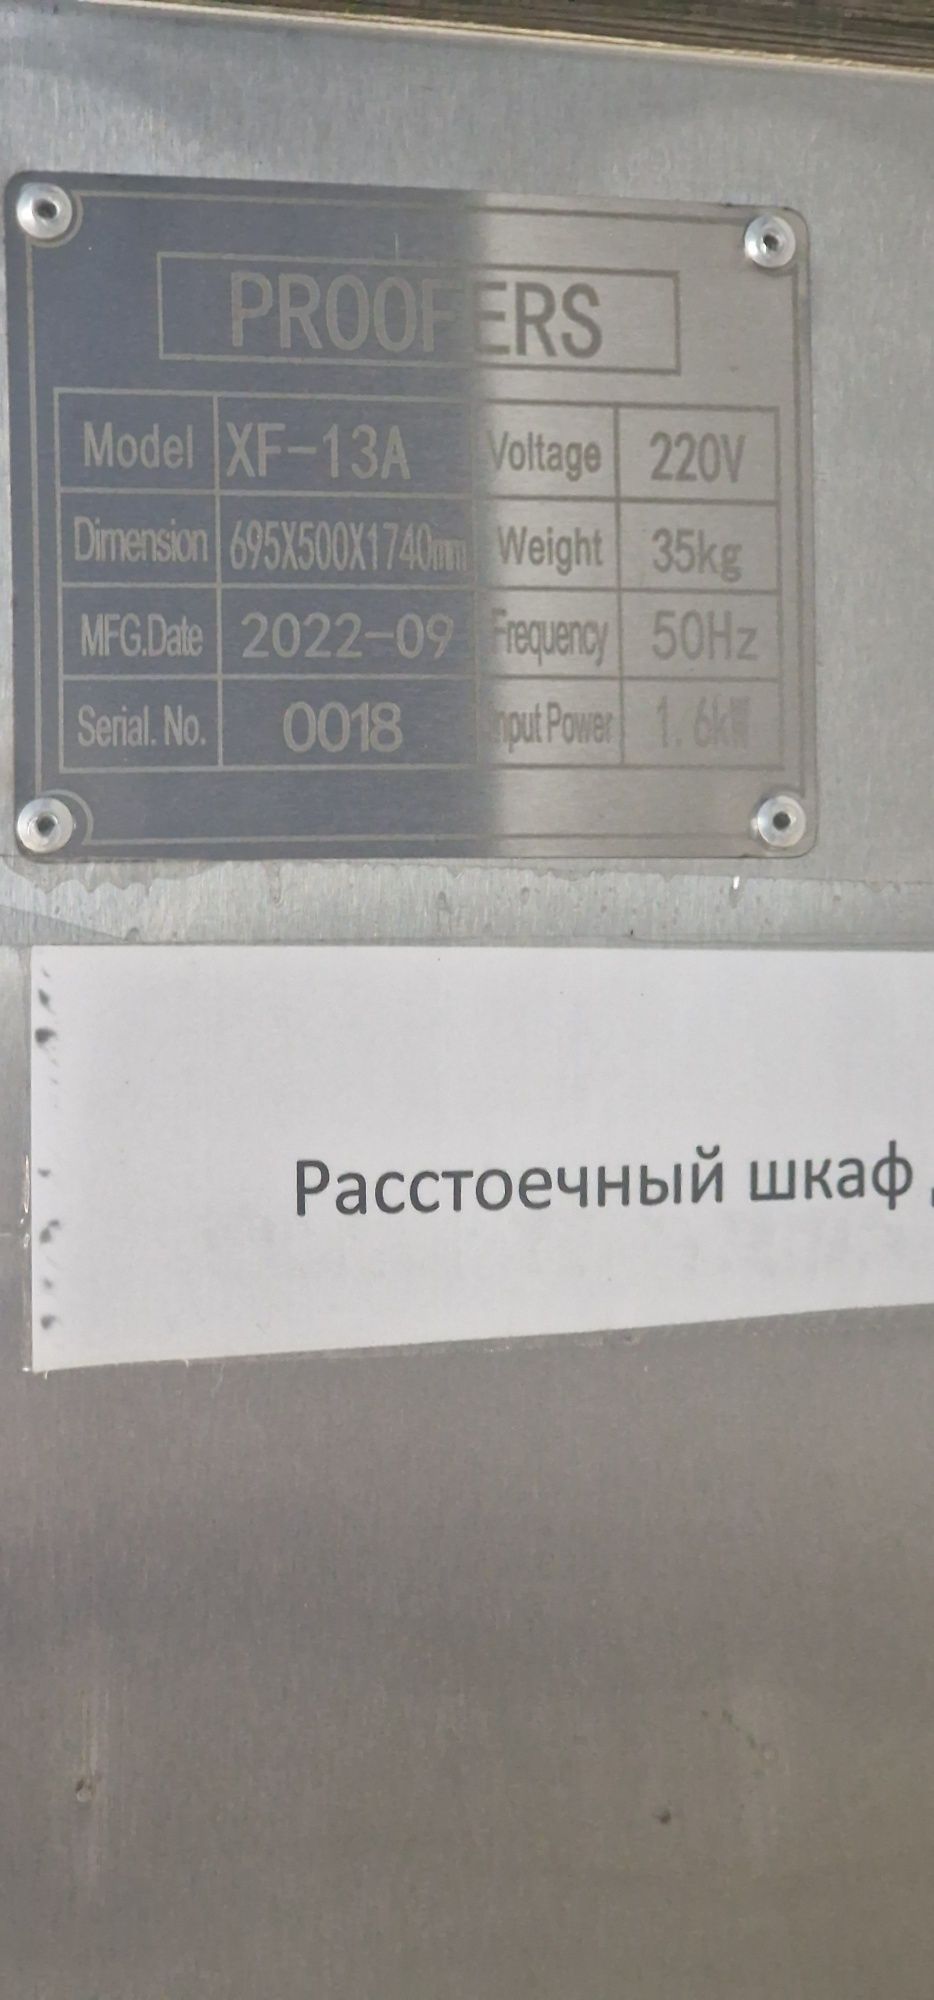 PROOFERS
Model XF-13A Voltage 220V
Dimension 695X500X1740mm Weight 35kg
MFG.Date 2022-09 Frequency 50Hz
Serial. No. 0018 Input Power 1.6kW
Расстоечный шкаф